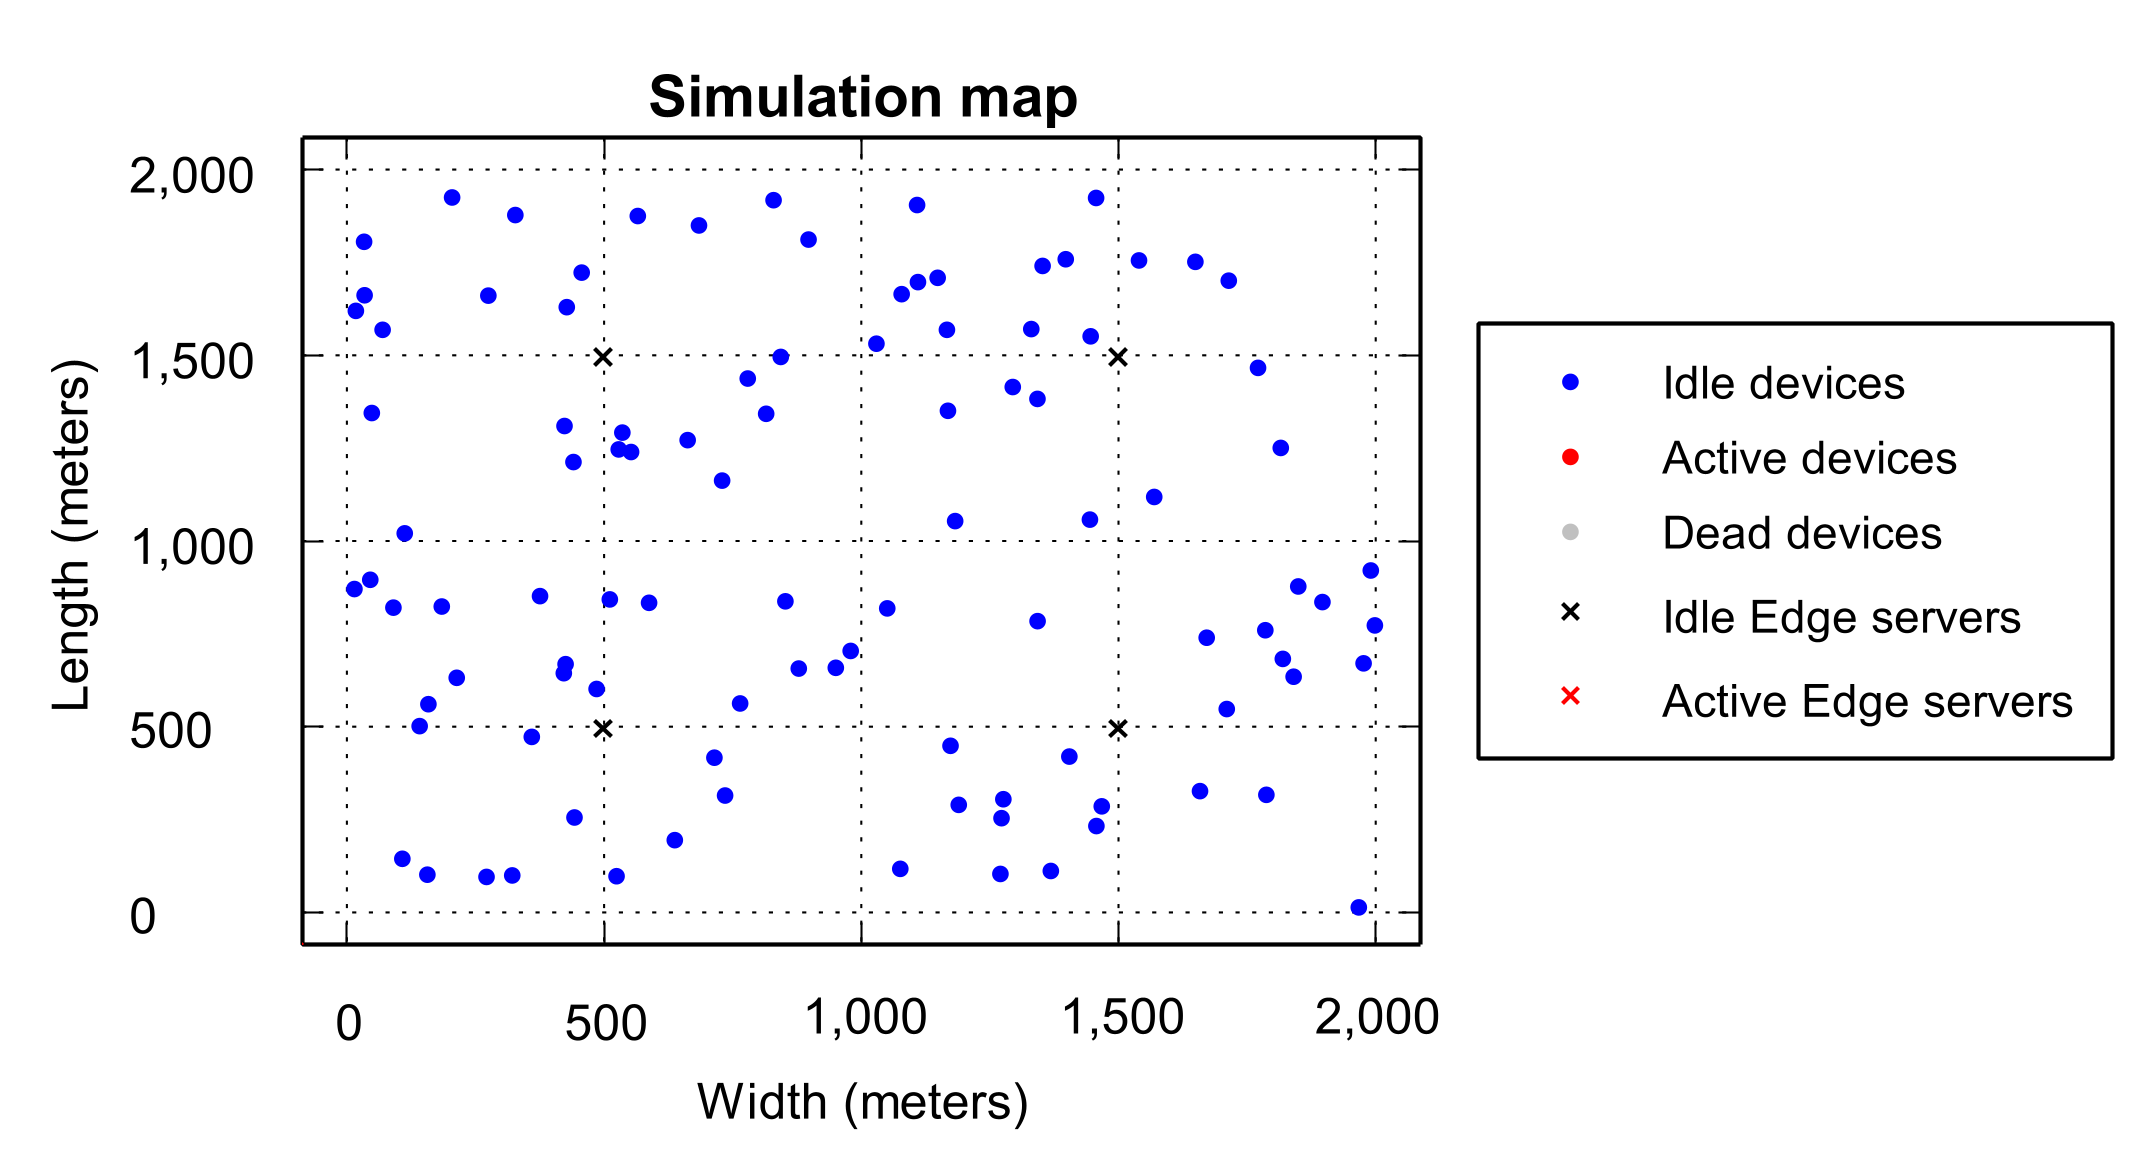 Simulation map
2,000
1,500
1,000
500
0
Length (meters)
0
500
1,000
1,500
2,000
Width (meters)
Idle devices
Active devices
Dead devices
Idle Edge servers
Active Edge servers